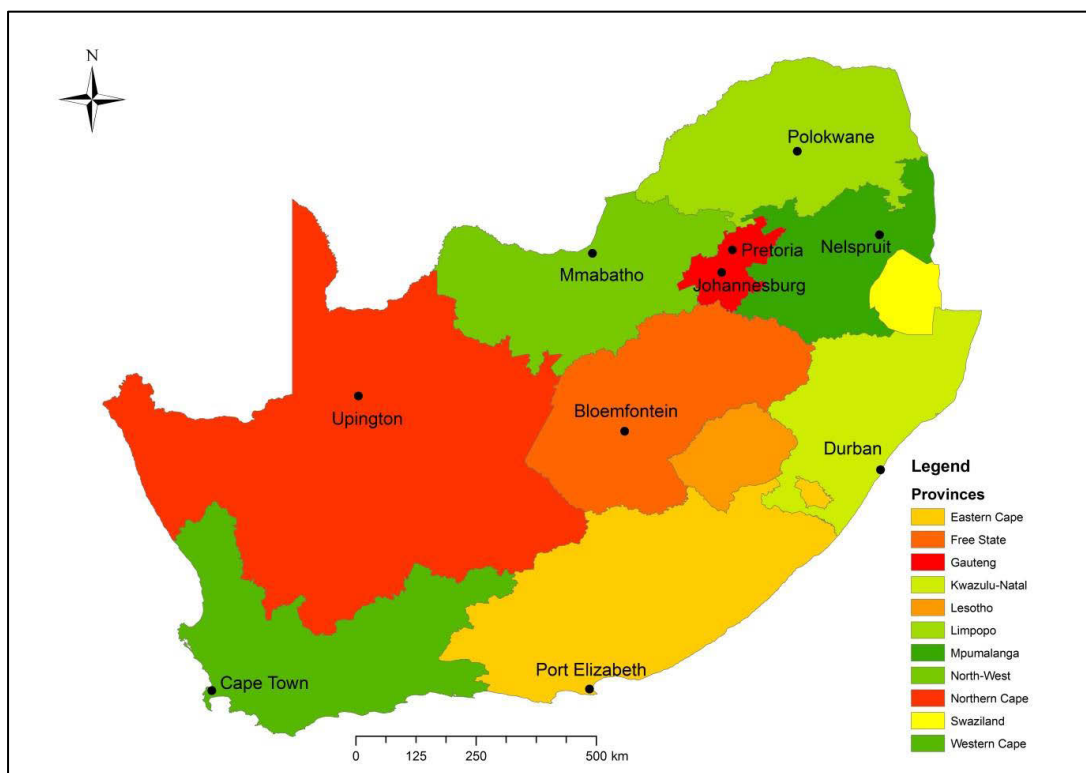 N
Polokwane
Pretoria
Nelspruit
Mmabatho
Johannesburg
Upington
Bloemfontein
Durban
Cape Town
Port Elizabeth
0 125 250 500 km
Legend
Provinces
Eastern Cape
Free State
Gauteng
Kwazulu-Natal
Lesotho
Limpopo
Mpumalanga
North-West
Northern Cape
Swaziland
Western Cape